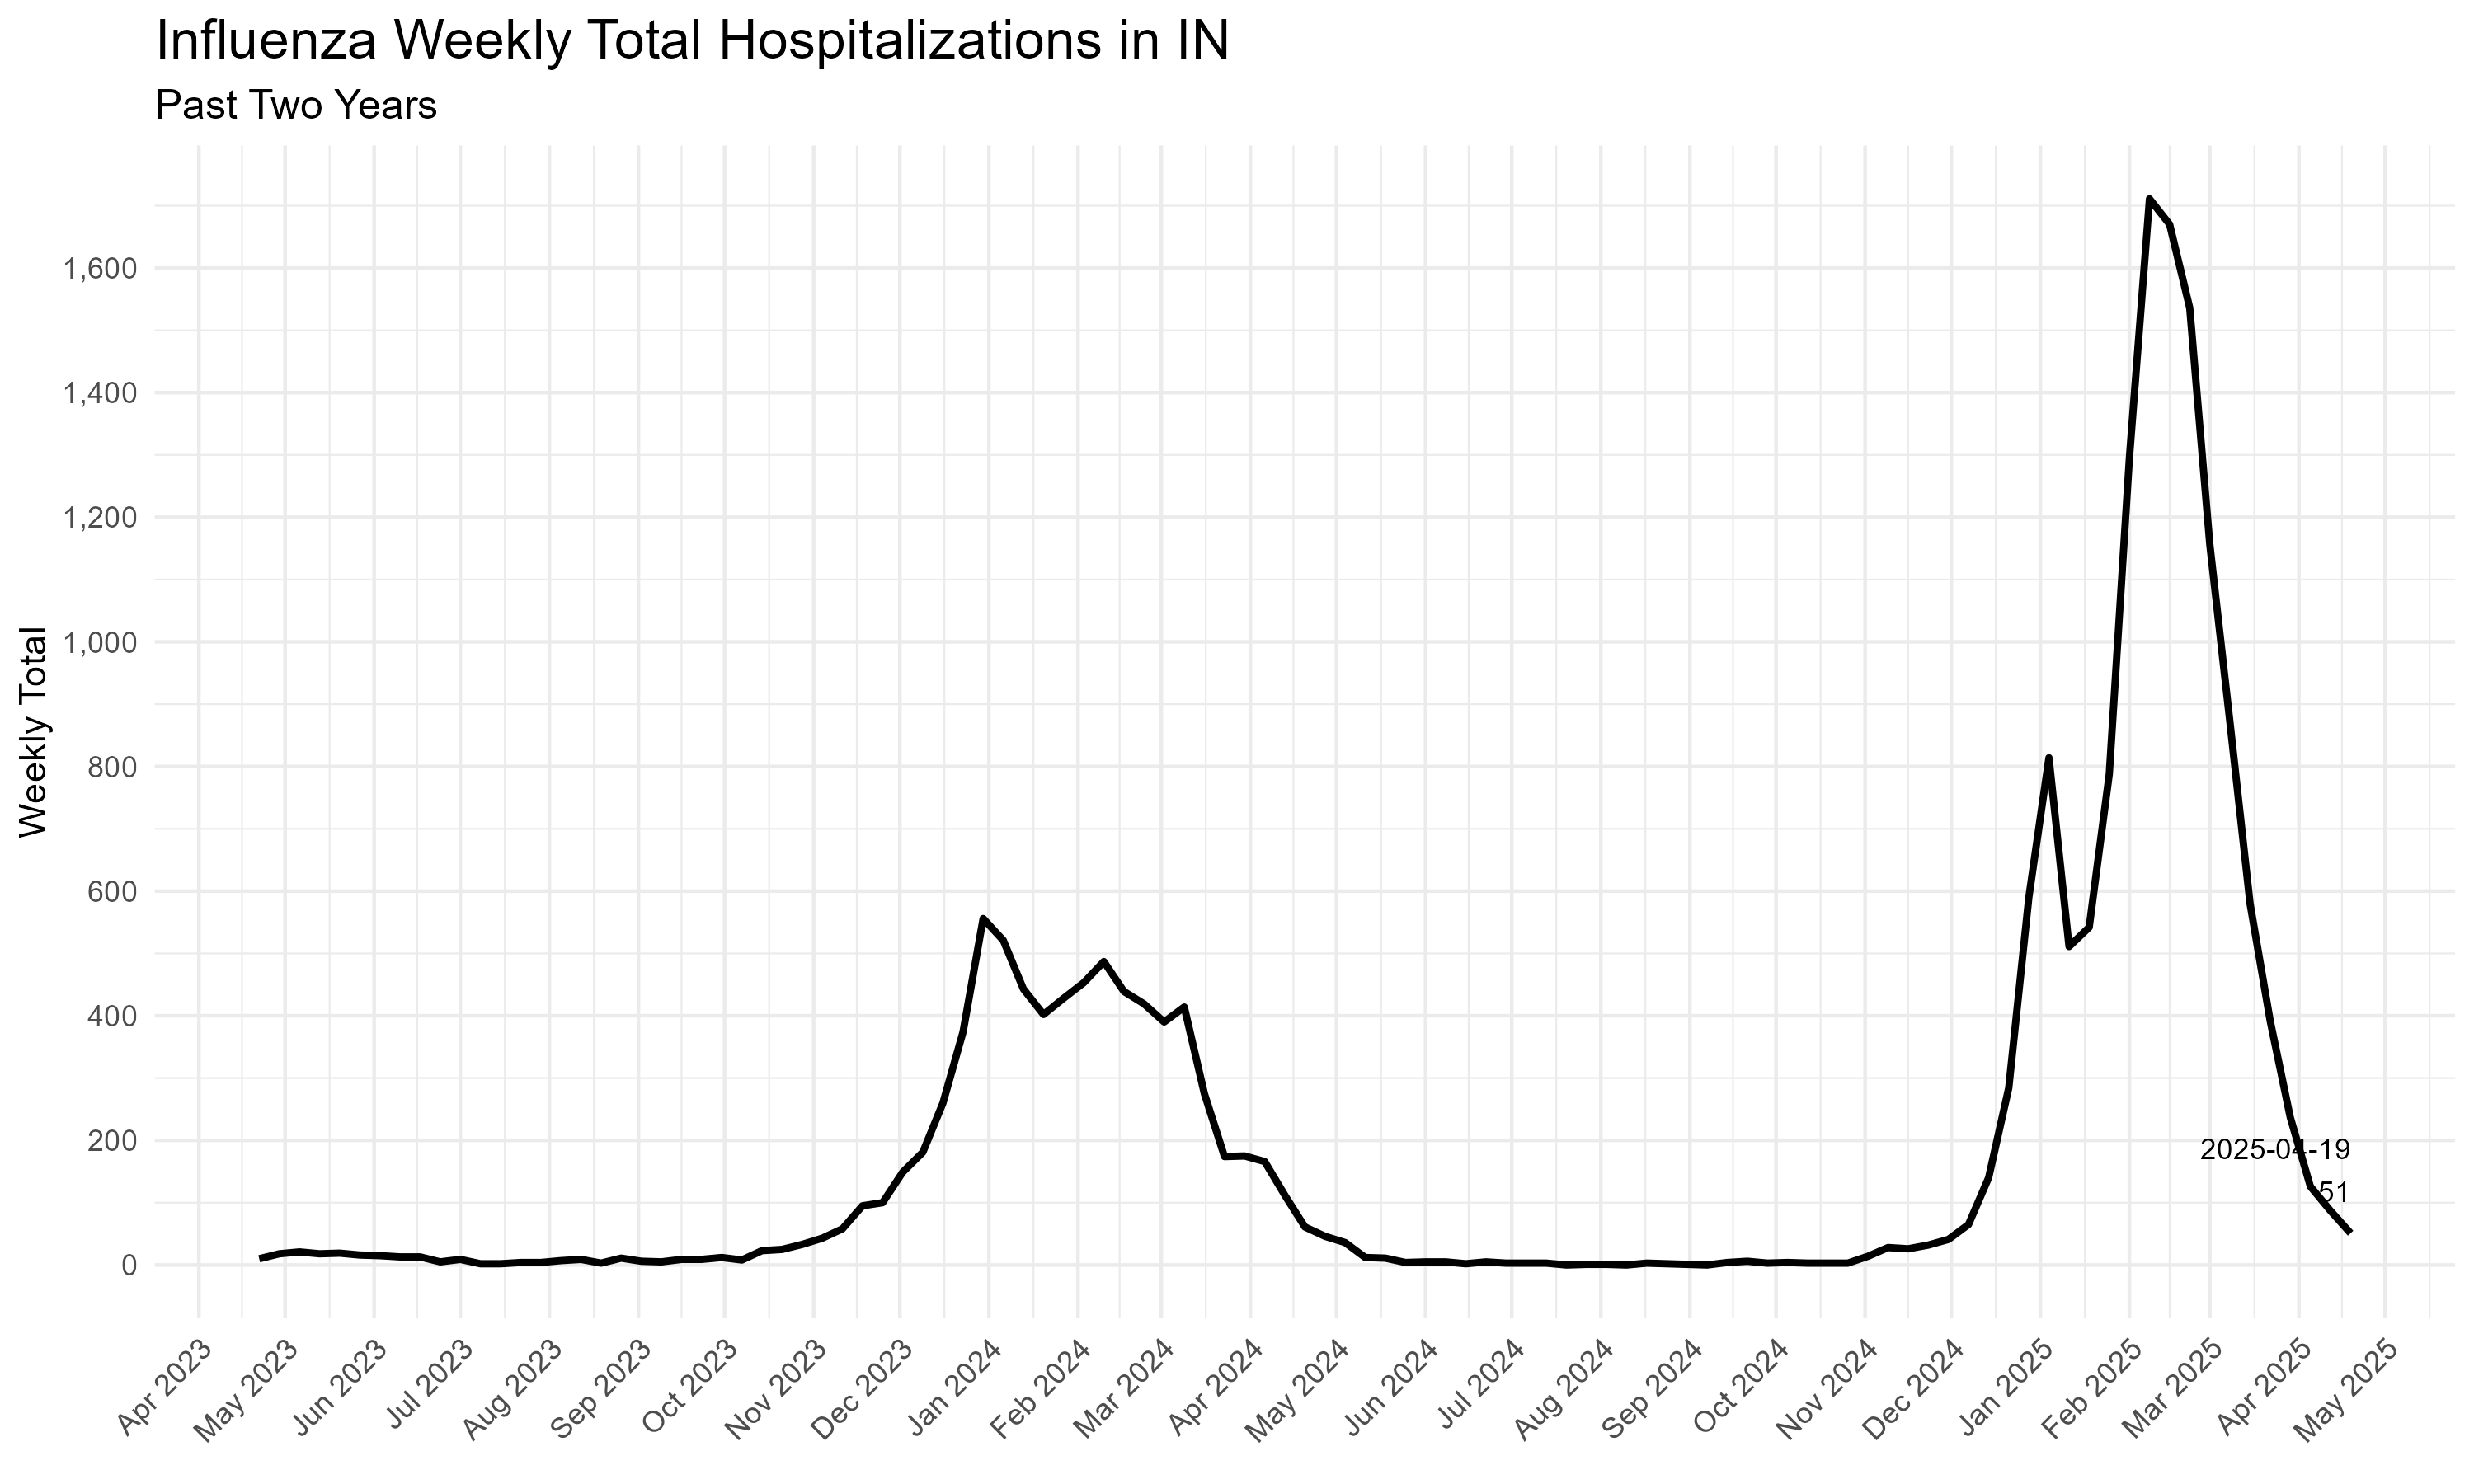 Influenza Weekly Total Hospitalizations in IN
Past Two Years
Weekly Total
1,600
1,400
1,200
1,000
800
600
400
200
0
2025-04-19
51
Apr 2023
May 2023
Jun 2023
Jul 2023
Aug 2023
Sep 2023
Oct 2023
Nov 2023
Dec 2023
Jan 2024
Feb 2024
Mar 2024
Apr 2024
May 2024
Jun 2024
Jul 2024
Aug 2024
Sep 2024
Oct 2024
Nov 2024
Dec 2024
Jan 2025
Feb 2025
Mar 2025
Apr 2025
May 2025